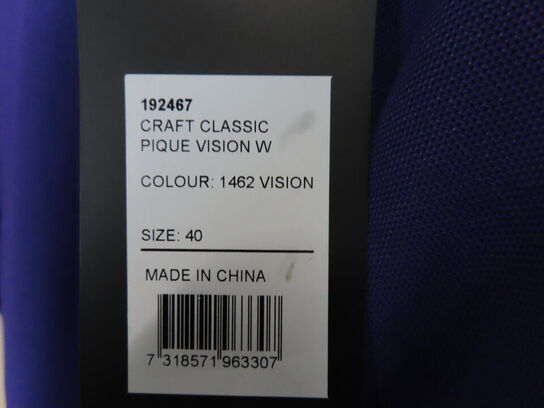 192467
CRAFT CLASSIC
PIQUE VISION W
COLOUR: 1462 VISION
SIZE: 40
MADE IN CHINA
7 318571 963307